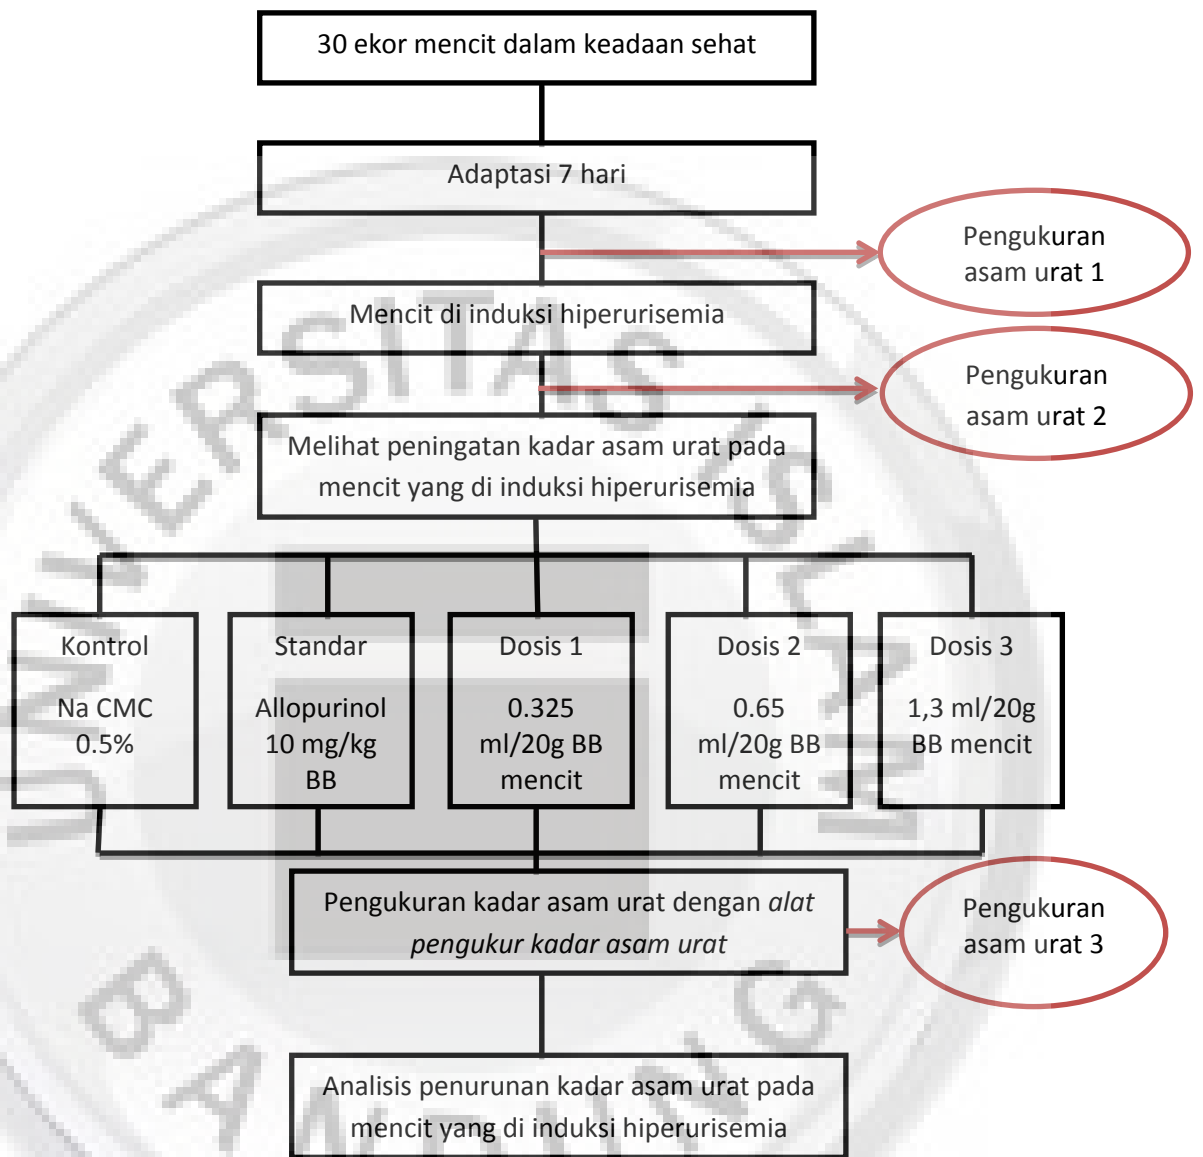 30 ekor mencit dalam keadaan sehat
Adaptasi 7 hari
Pengukuran
asam urat 1
Mencit di induksi hiperurisemia
Pengukuran
asam urat 2
Melihat peningatan kadar asam urat pada
mencit yang di induksi hiperurisemia
Kontrol
Na CMC
0.5%
Standar
Allopurinol
10 mg/kg
BB
Dosis 1
0.325
ml/20g BB
mencit
Dosis 2
0.65
ml/20g BB
mencit
Dosis 3
1,3 ml/20g
BB mencit
Pengukuran kadar asam urat dengan alat
pengukur kadar asam urat
Pengukuran
asam urat 3
Analisis penurunan kadar asam urat pada
mencit yang di induksi hiperurisemia
UNIVERSITAS ISLAM
BANDUNG